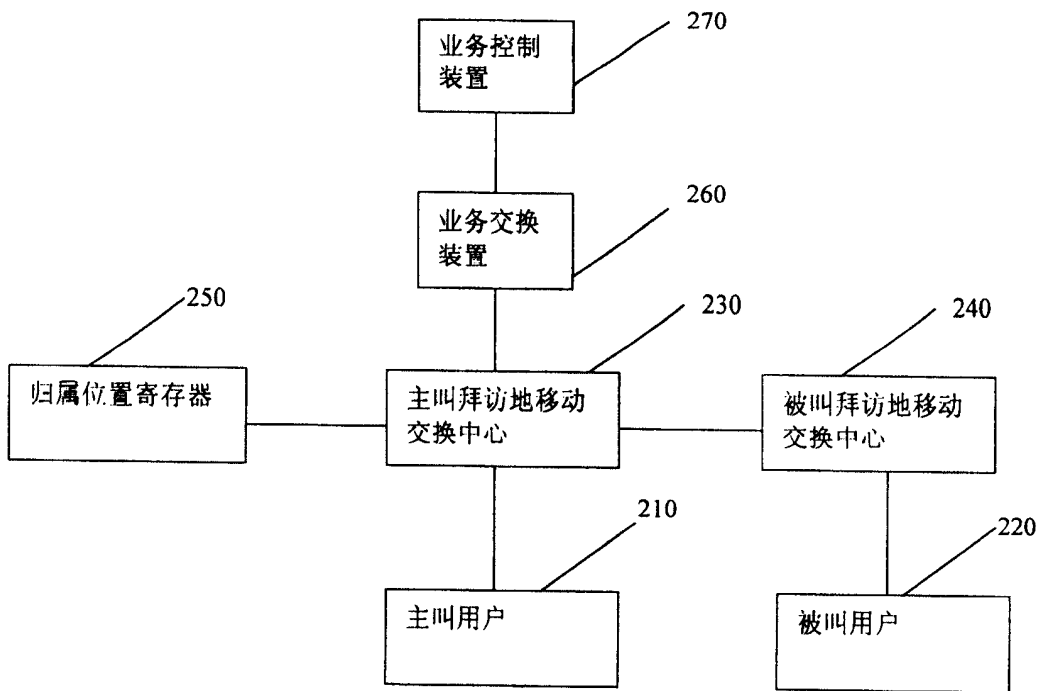 270
业务控制
装置
260
业务交换
装置
250
230
240
归属位置寄存器
主叫拜访地移动
交换中心
被叫拜访地移动
交换中心
210
220
主叫用户
被叫用户